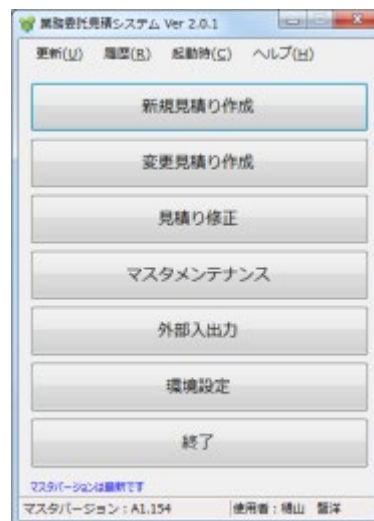 業務委託見積システム Ver 2.0.1
更新(U) 履歴(R) 起動時(C) ヘルプ(H)
新規見積り作成
変更見積り作成
見積り修正
マスタメンテナンス
外部入出力
環境設定
終了
マスタバージョンは最新です
マスタバージョン：A1.154 使用者：